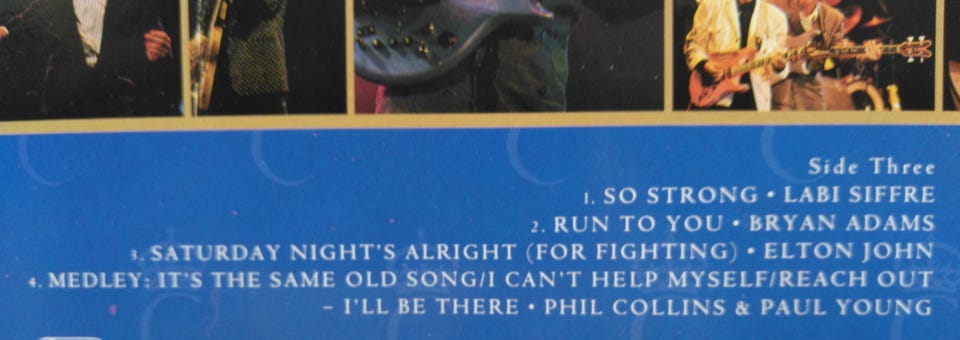 Side Three
1. SO STRONG • LABI SIFFRE
2. RUN TO YOU • BRYAN ADAMS
3. SATURDAY NIGHT'S ALRIGHT (FOR FIGHTING) • ELTON JOHN
4. MEDLEY: IT'S THE SAME OLD SONG/I CAN'T HELP MYSELF/REACH OUT
– I'LL BE THERE • PHIL COLLINS & PAUL YOUNG